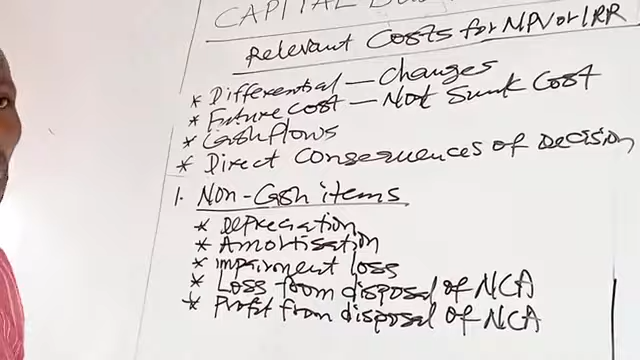 CAPITAL
Relevant Costs for NPV or IRR
* Differential - Changes
* Future Cost - Not Sunk Cost
* Cashflows
* Direct Consequences of Decision
1. Non-Cash items
* Depreciation
* Amortisation
* Impairment loss
* Loss from disposal of NCA
* Profit from disposal of NCA